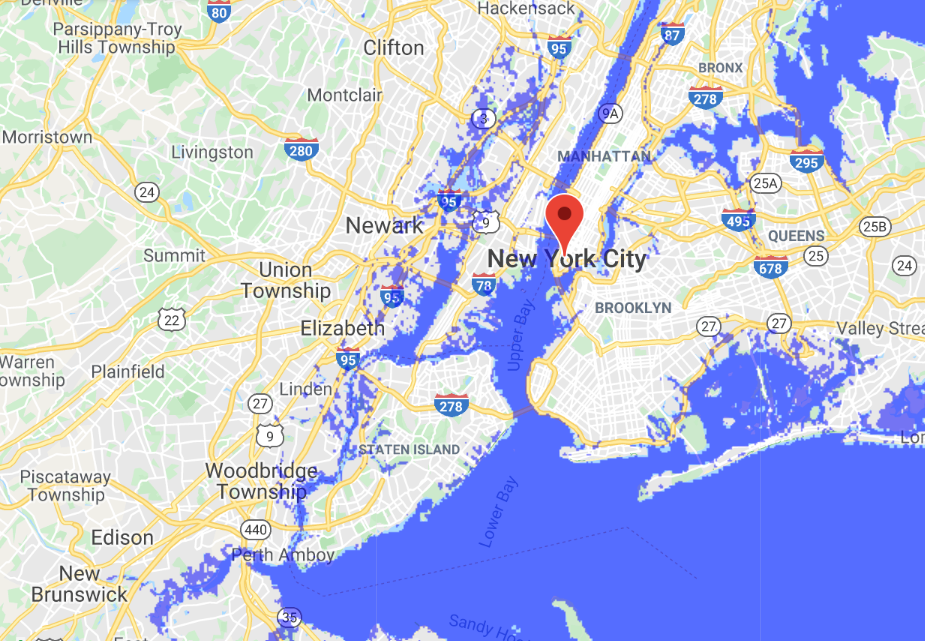 Denville
80
Hackensack
Parsippany-Troy
Hills Township
Clifton
95
87
BRONX
Montclair
278
3
9A
Morristown
Livingston
280
MANHATTAN
295
24
25A
95
9
495
Newark
25B
QUEENS
Summit
New York City
25
678
24
Union
Township
78
95
BROOKLYN
22
Elizabeth
27
27
Valley Strea
Upper Bay
95
Warren
ownship
Plainfield
Linden
27
278
9
Lon
STATEN ISLAND
Piscataway
Township
Woodbridge
Township
Lower Bay
440
Edison
Perth Amboy
New
Brunswick
35
Sandy Ho
East